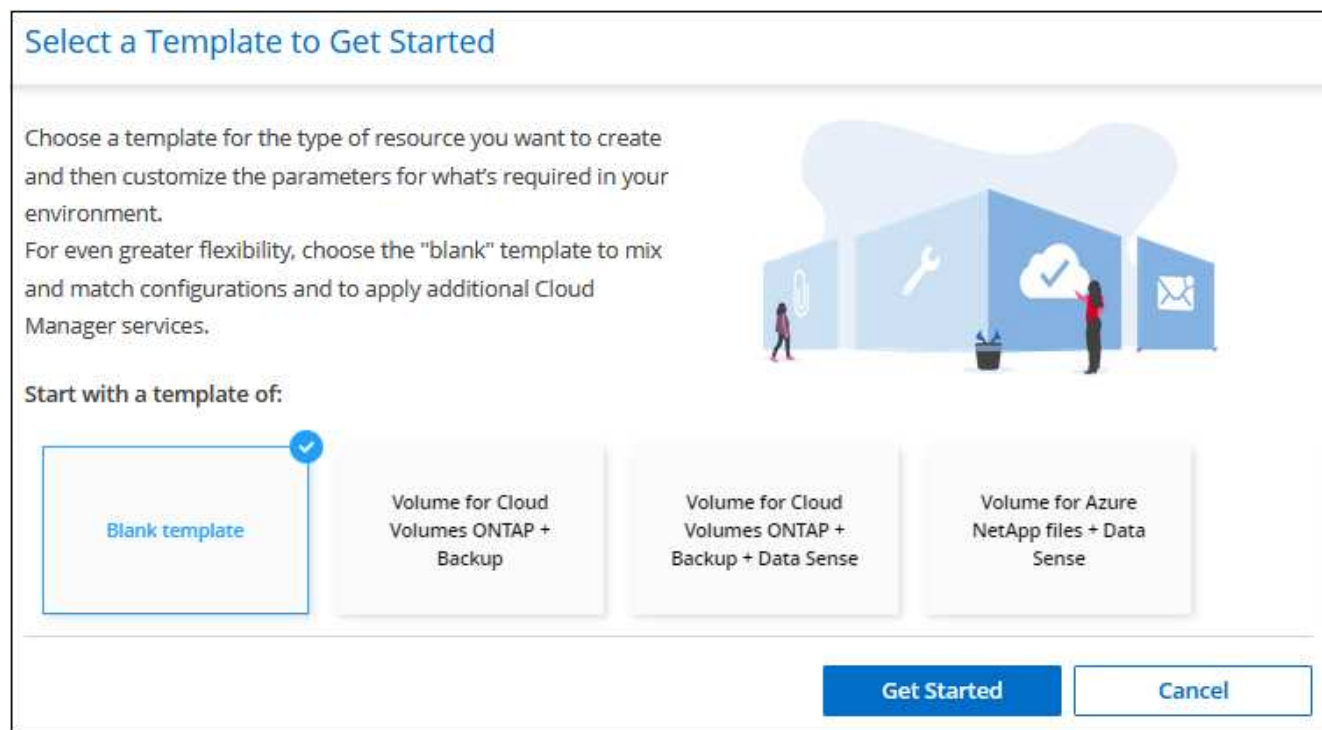 Select a Template to Get Started
Choose a template for the type of resource you want to create
and then customize the parameters for what's required in your
environment.
For even greater flexibility, choose the "blank" template to mix
and match configurations and to apply additional Cloud
Manager services.
Start with a template of:
Blank template
Volume for Cloud
Volumes ONTAP +
Backup
Volume for Cloud
Volumes ONTAP +
Backup + Data Sense
Volume for Azure
NetApp files + Data
Sense
Get Started
Cancel